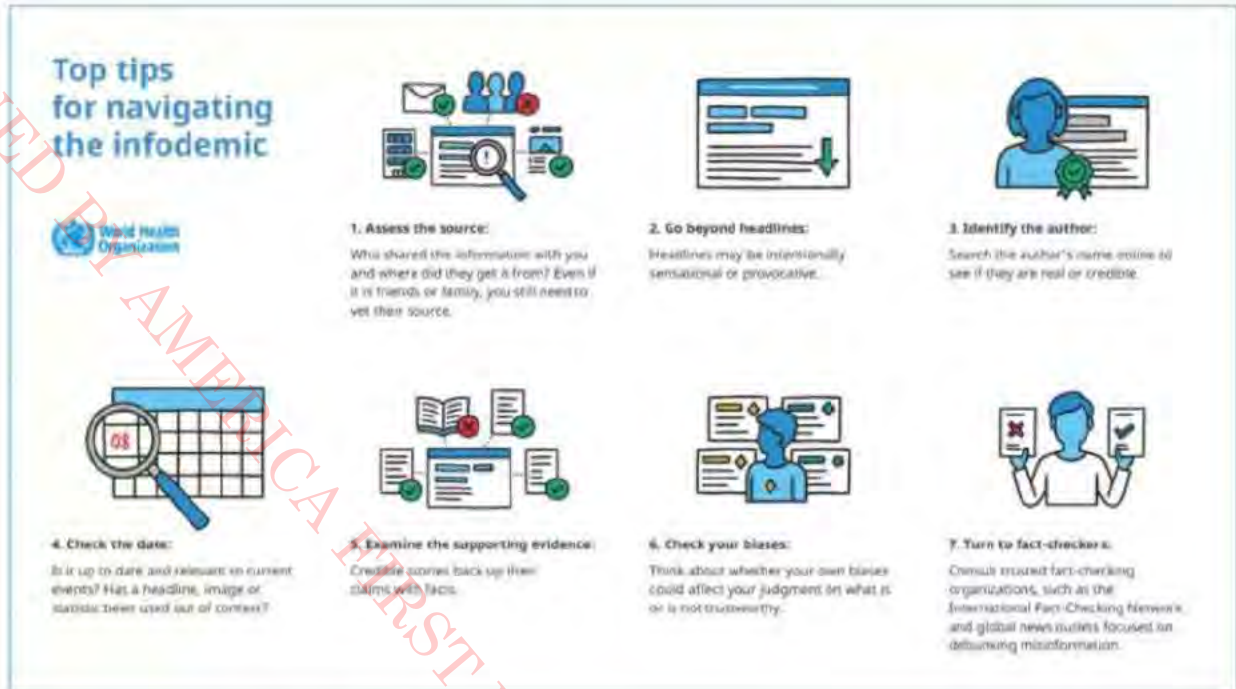 Top tips
for navigating
the infodemic
World Health
Organization
1. Assess the source:
Who shared the information with you
and where did they get it from? Even if
it is friends or family, you still need to
vet their source.
2. Go beyond headlines:
Headlines may be intentionally
sensational or provocative.
3. Identify the author:
Search the author's name online to
see if they are real or credible.
08
4. Check the date:
Is it up to date and relevant to current
events? Has a headline, image or
statistic been used out of context?
5. Examine the supporting evidence:
Credible stories back up their
claims with facts.
6. Check your biases:
Think about whether your own biases
could affect your judgment on what is
or is not trustworthy.
7. Turn to fact-checkers:
Consult trusted fact-checking
organizations, such as the
International Fact-Checking Network
and global news outlets focused on
debunking misinformation.
BY AMERICA FIRST